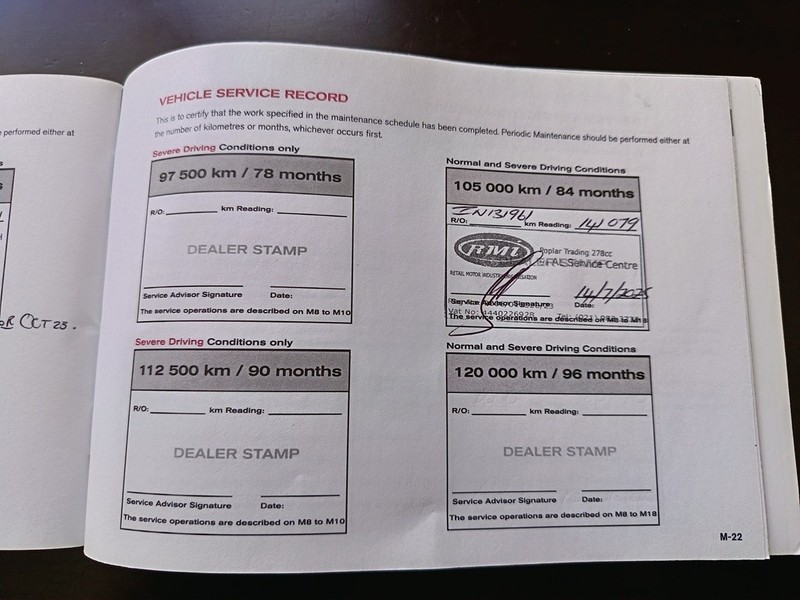 performed either at
R OCT 25.
VEHICLE SERVICE RECORD
This is to certify that the work specified in the maintenance schedule has been completed. Periodic Maintenance should be performed either at
the number of kilometres or months, whichever occurs first.
Severe Driving Conditions only
97 500 km / 78 months
R/O: km Reading:
DEALER STAMP
Service Advisor Signature Date:
The service operations are described on M8 to M10
Normal and Severe Driving Conditions
105 000 km / 84 months
IN131961
R/O: km Reading: 141 079
RMI
Poplar Trading 278cc
Service Centre
RETAIL MOTOR INDUSTRY ORGANISATION
14/7/2025
Service Advisor Signature Date:
Vat No: 4440226928
The service operations are described on M8 to M18
Severe Driving Conditions only
112 500 km / 90 months
R/O: km Reading:
DEALER STAMP
Service Advisor Signature Date:
The service operations are described on M8 to M10
Normal and Severe Driving Conditions
120 000 km / 96 months
R/O: km Reading:
DEALER STAMP
Service Advisor Signature Date:
The service operations are described on M8 to M18
M-22